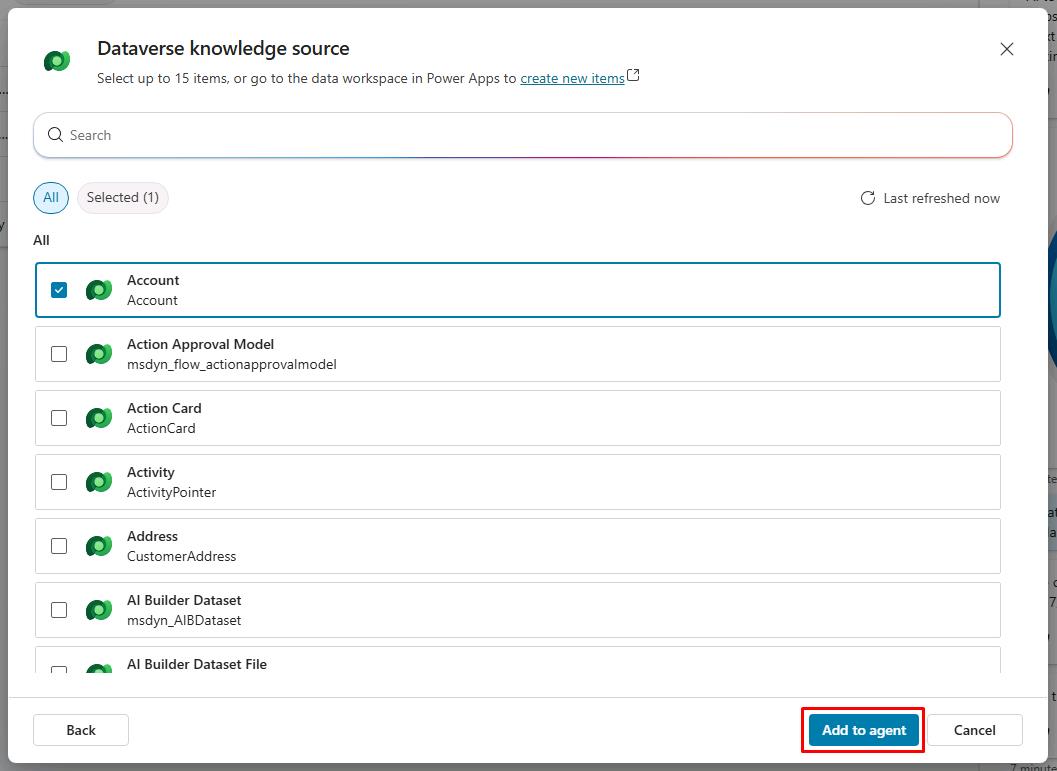 Dataverse knowledge source
Select up to 15 items, or go to the data workspace in Power Apps to create new items
Search
All
Selected (1)
Last refreshed now
All
Account
Account
Action Approval Model
msdyn_flow_actionapprovalmodel
Action Card
ActionCard
Activity
ActivityPointer
Address
CustomerAddress
AI Builder Dataset
msdyn_AIBDataset
AI Builder Dataset File
Back
Add to agent
Cancel